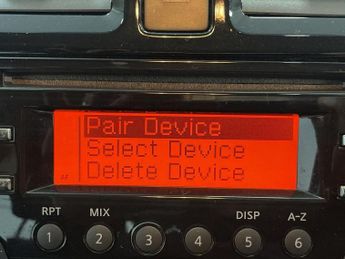 Pair Device
Select Device
Delete Device
RPT MIX DISP A-Z
1 2 3 4 5 6